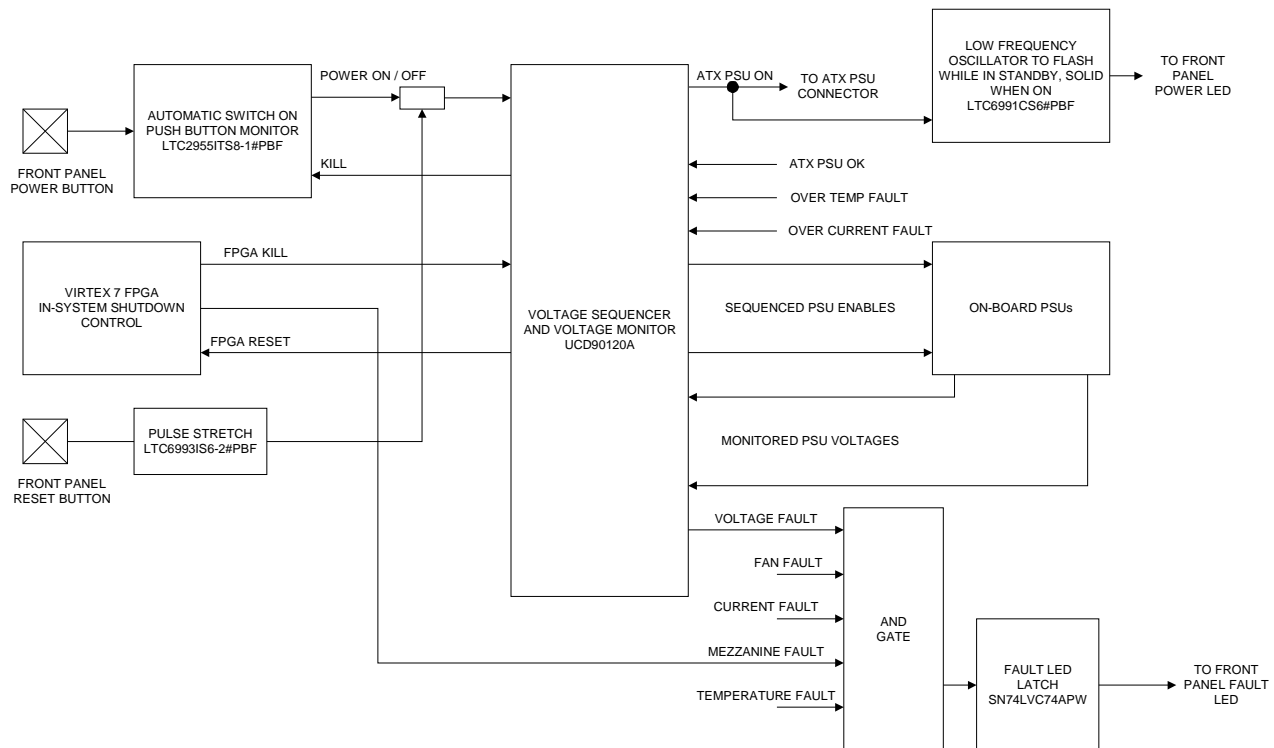 LOW FREQUENCY
OSCILLATOR TO FLASH
WHILE IN STANDBY, SOLID
WHEN ON
LTC6991CS6#PBF
TO FRONT
PANEL
POWER LED
POWER ON / OFF
ATX PSU ON
TO ATX PSU
CONNECTOR
AUTOMATIC SWITCH ON
PUSH BUTTON MONITOR
LTC2955ITS8-1#PBF
FRONT PANEL
POWER BUTTON
KILL
ATX PSU OK
OVER TEMP FAULT
OVER CURRENT FAULT
FPGA KILL
VIRTEX 7 FPGA
IN-SYSTEM SHUTDOWN
CONTROL
FPGA RESET
VOLTAGE SEQUENCER
AND VOLTAGE MONITOR
UCD90120A
SEQUENCED PSU ENABLES
ON-BOARD PSUs
PULSE STRETCH
LTC6993IS6-2#PBF
FRONT PANEL
RESET BUTTON
MONITORED PSU VOLTAGES
VOLTAGE FAULT
FAN FAULT
CURRENT FAULT
MEZZANINE FAULT
TEMPERATURE FAULT
AND
GATE
FAULT LED
LATCH
SN74LVC74APW
TO FRONT
PANEL FAULT
LED